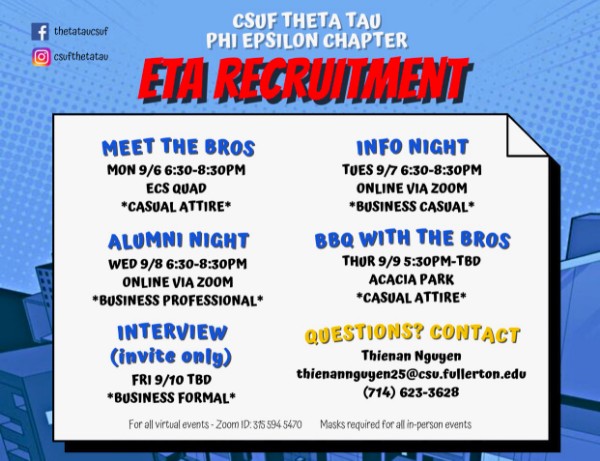 thetataucsuf
csufthetatau
CSUF THETA TAU
PHI EPSILON CHAPTER
ETA RECRUITMENT
MEET THE BROS
MON 9/6 6:30-8:30PM
ECS QUAD
*CASUAL ATTIRE*
INFO NIGHT
TUES 9/7 6:30-8:30PM
ONLINE VIA ZOOM
*BUSINESS CASUAL*
ALUMNI NIGHT
WED 9/8 6:30-8:30PM
ONLINE VIA ZOOM
*BUSINESS PROFESSIONAL*
BBQ WITH THE BROS
THUR 9/9 5:30PM-TBD
ACACIA PARK
*CASUAL ATTIRE*
INTERVIEW
(invite only)
FRI 9/10 TBD
*BUSINESS FORMAL*
QUESTIONS? CONTACT
Thienan Nguyen
thienannguyen25@csu.fullerton.edu
(714) 623-3628
For all virtual events - Zoom ID: 315 594 5470
Masks required for all in-person events